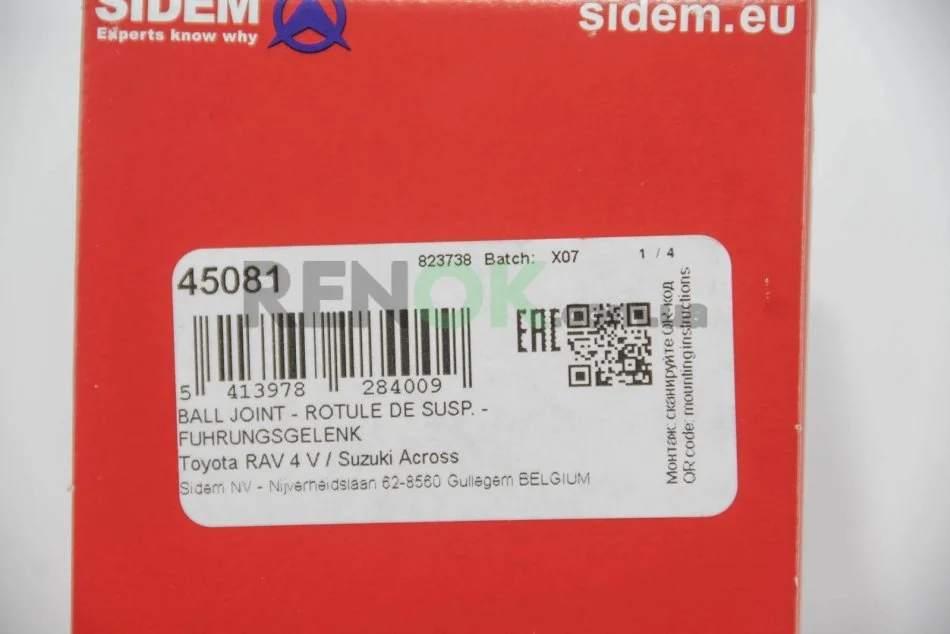 SIDEM
Experts know why
sidem.eu
823738 Batch: X07 1 / 4
45081
RENOK.com.ua
EAC
5 413978 284009
BALL JOINT - ROTULE DE SUSP. -
FUHRUNGSGELENK
Toyota RAV 4 V / Suzuki Across
Sidem NV - Nijverheidslaan 62-8560 Gullegem BELGIUM
Монтаж: сканируйте QR-код
QR code: mounting instructions